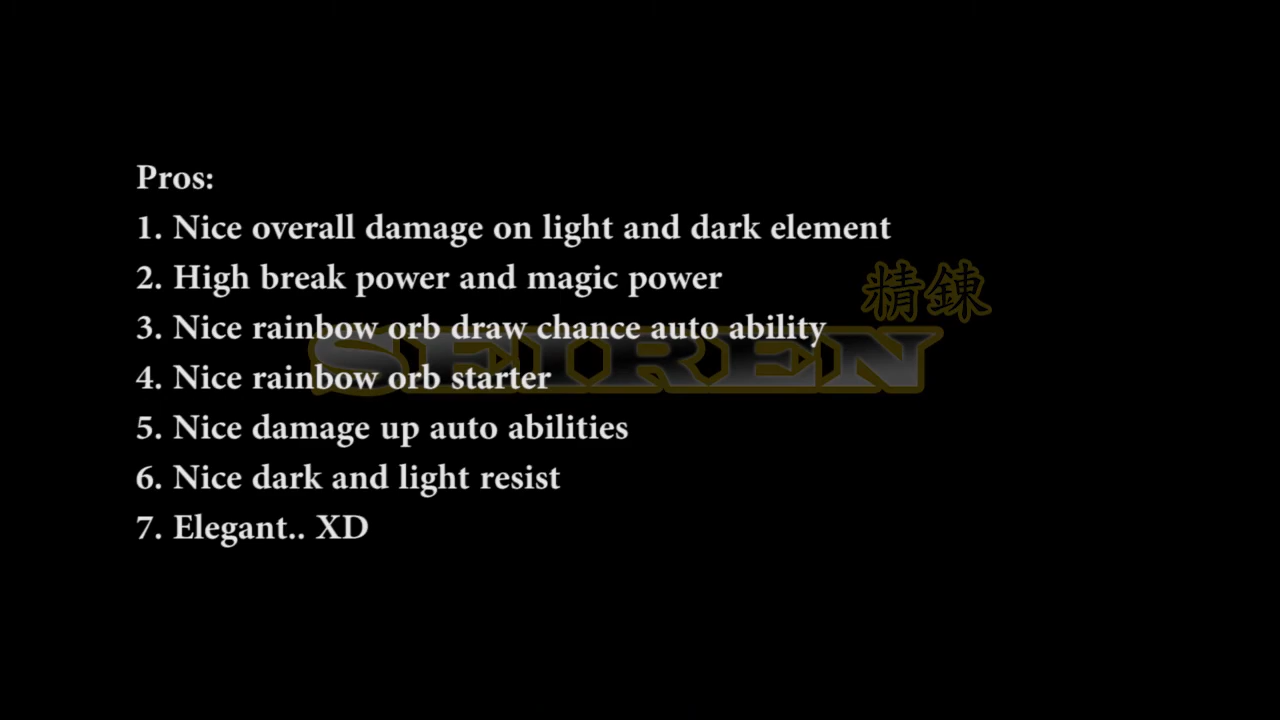 Pros:
1. Nice overall damage on light and dark element
2. High break power and magic power
精錬
3. Nice rainbow orb draw chance auto ability
SEIREN
4. Nice rainbow orb starter
5. Nice damage up auto abilities
6. Nice dark and light resist
7. Elegant.. XD